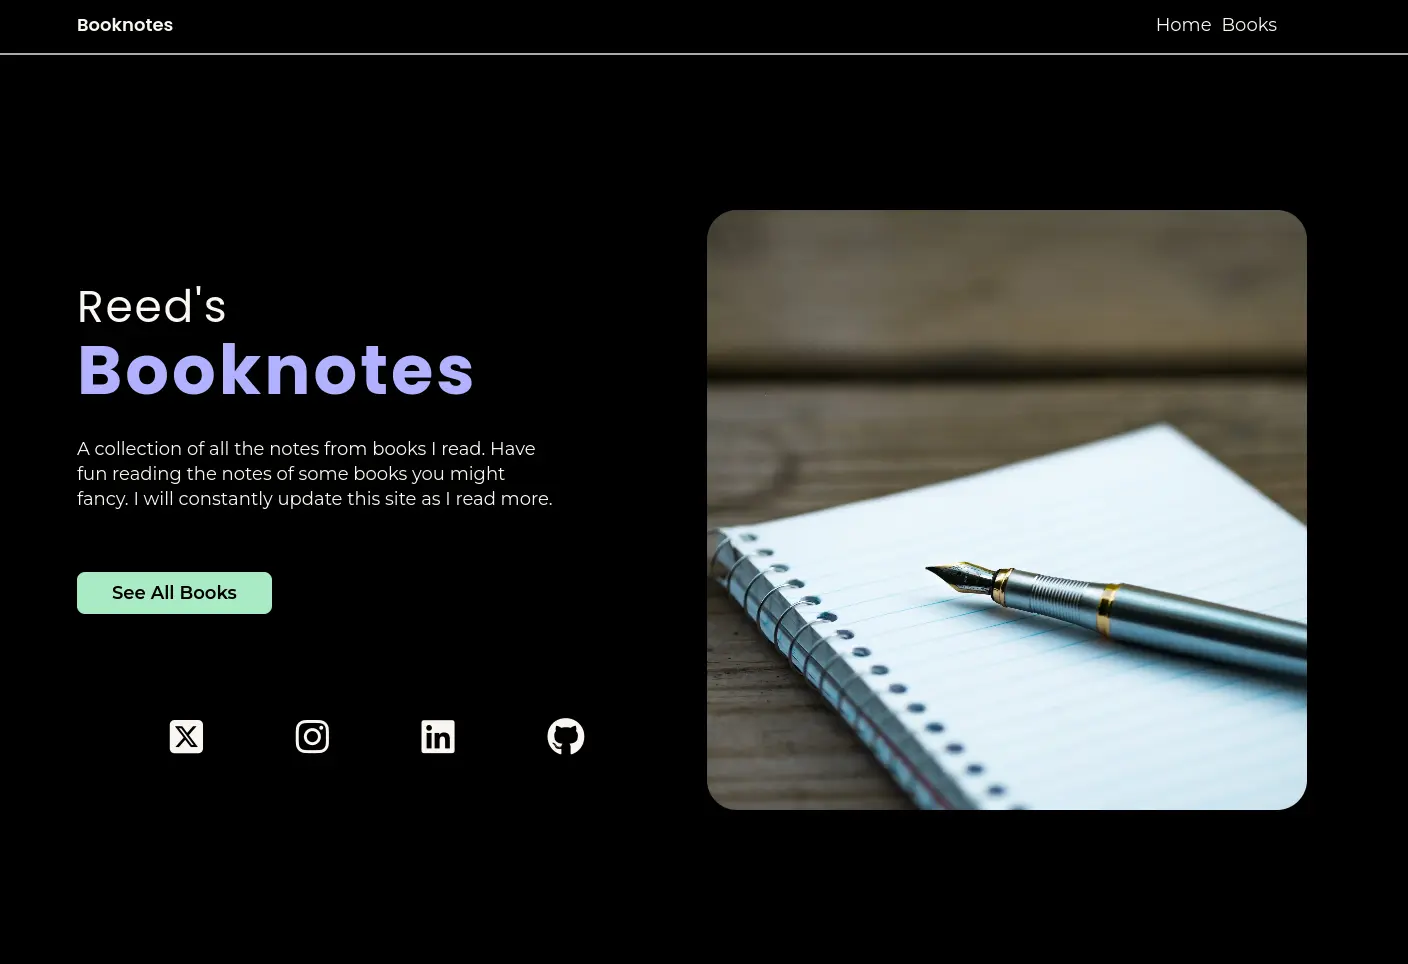 Booknotes
Home Books
Reed's
Booknotes
A collection of all the notes from books I read. Have
fun reading the notes of some books you might
fancy. I will constantly update this site as I read more.
See All Books